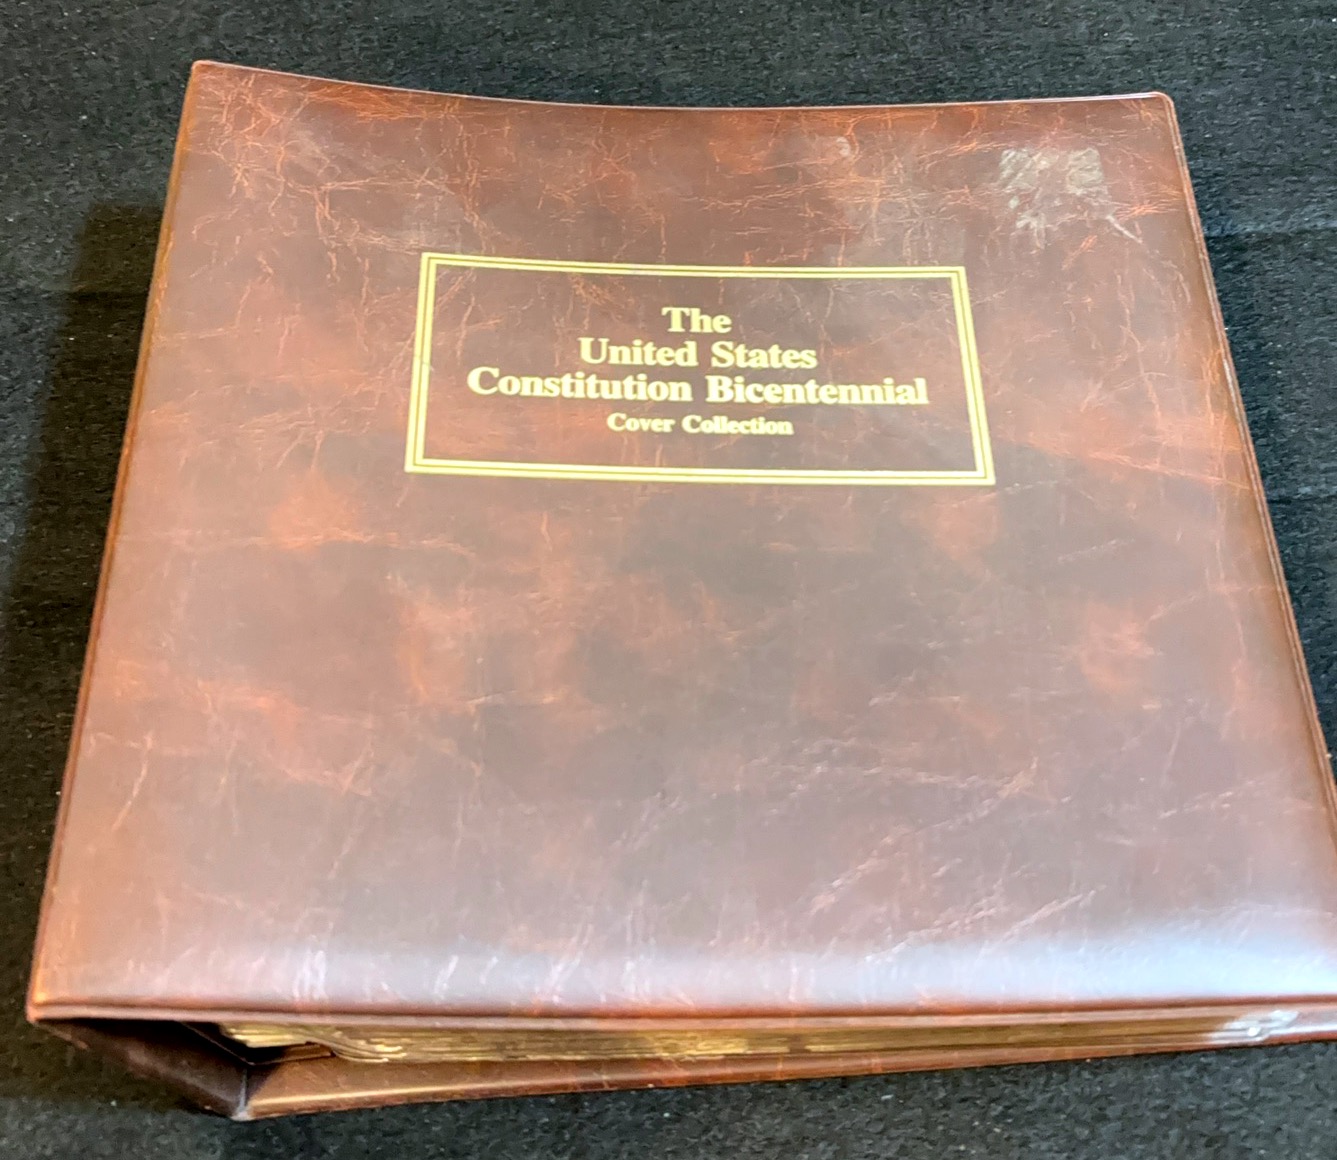 The
United States
Constitution Bicentennial
Cover Collection